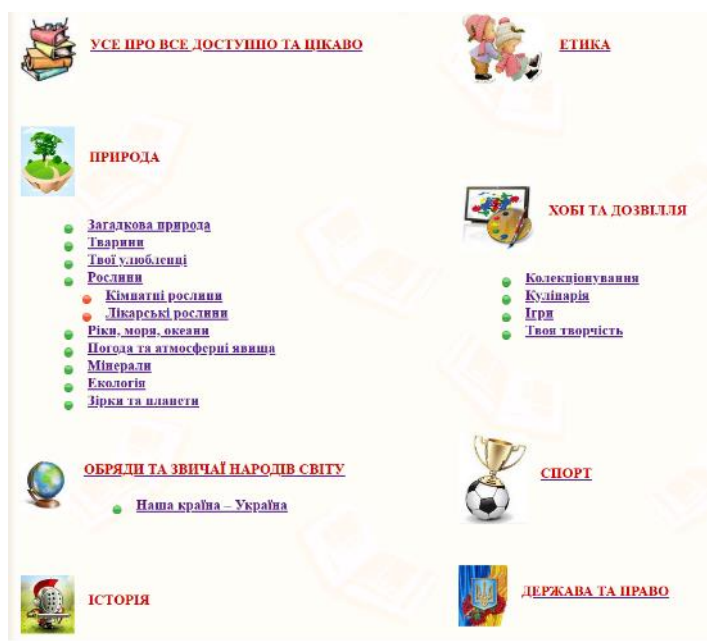 УСЕ ПРО ВСЕ ДОСТУПНО ТА ЦІКАВО
ПРИРОДА
Загадкова природа
Тварини
Твої улюбленці
Рослини
Кімнатні рослини
Лікарські рослини
Ріки, моря, океани
Погода та атмосферні явища
Мінерали
Екологія
Зірки та планети
ОБРЯДИ ТА ЗВИЧАЇ НАРОДІВ СВІТУ
Наша країна – Україна
ІСТОРІЯ
ЕТИКА
ХОБІ ТА ДОЗВІЛЛЯ
Колекціонування
Кулінарія
Ігри
Твоя творчість
СПОРТ
ДЕРЖАВА ТА ПРАВО